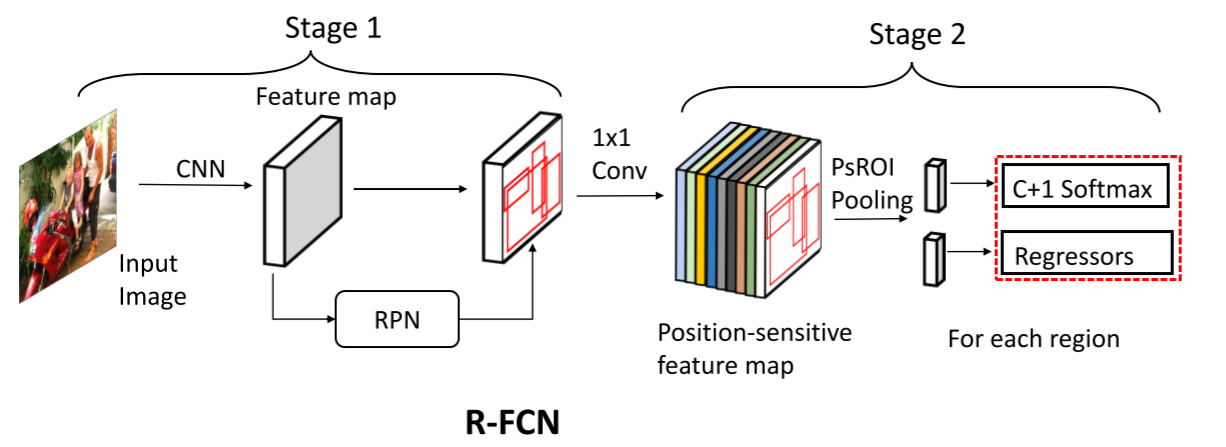 Stage 1
Stage 2
Feature map
CNN
Input
Image
RPN
1x1
Conv
Position-sensitive
feature map
PsROI
Pooling
C+1 Softmax
Regressors
For each region
R-FCN